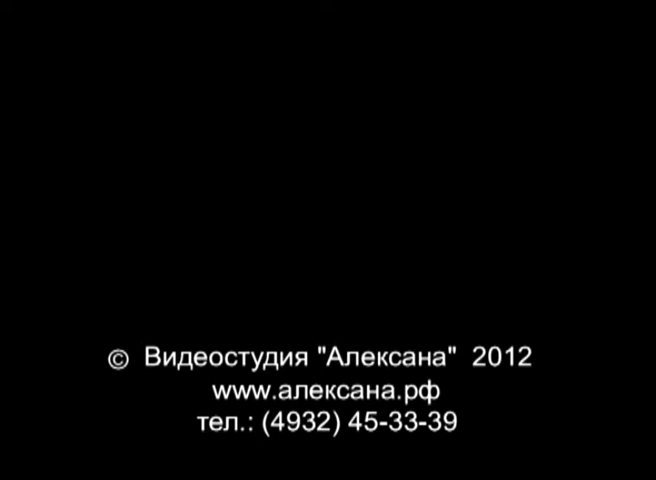 © Видеостудия "Алексана" 2012
www.алексана.рф
тел.: (4932) 45-33-39